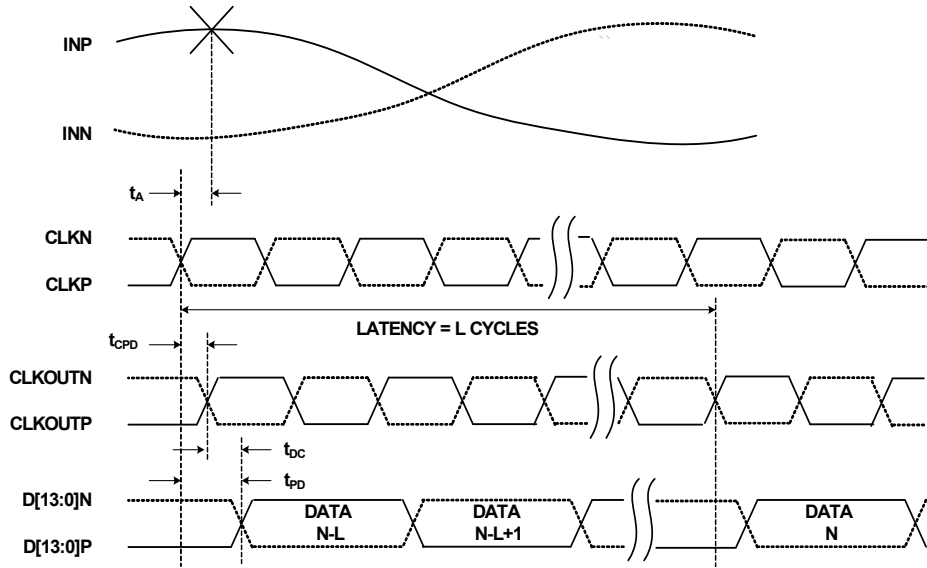 INP
INN
tA
CLKN
CLKP
LATENCY = L CYCLES
tCPD
CLKOUTN
CLKOUTP
tDC
tPD
D[13:0]N
D[13:0]P
DATA
N-L
DATA
N-L+1
DATA
N